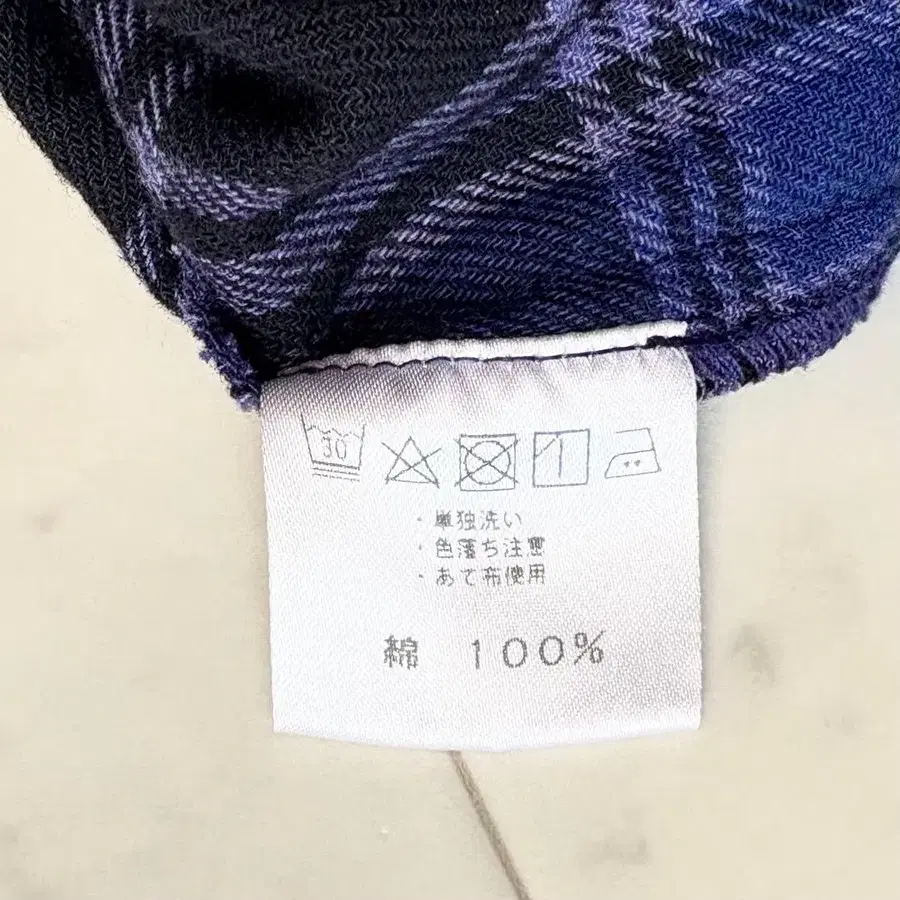 30
・単独洗い
・色落ち注意
・あて布使用
綿 100%